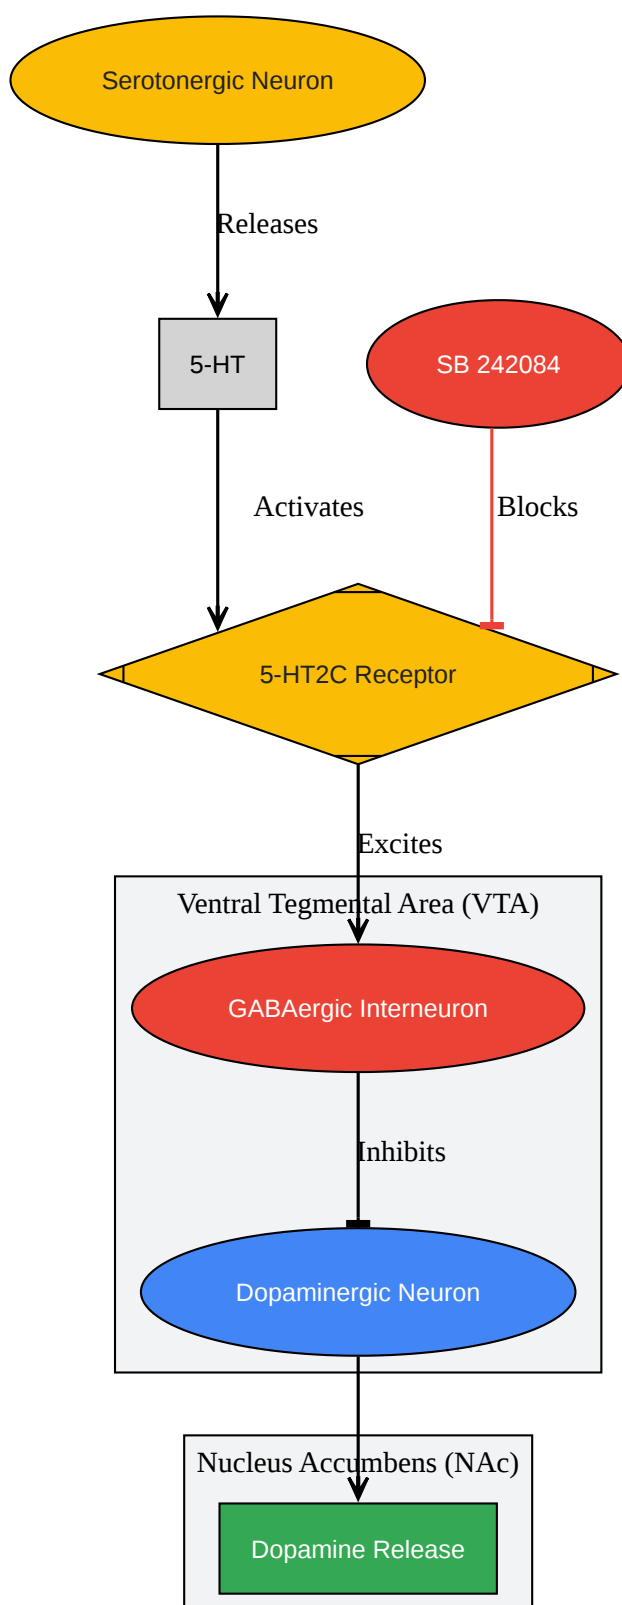 Serotonergic Neuron
Releases
5-HT
SB 242084
Activates
Blocks
5-HT2C Receptor
Excites
Ventral Tegmental Area (VTA)
GABAergic Interneuron
Inhibits
Dopaminergic Neuron
Nucleus Accumbens (NAc)
Dopamine Release